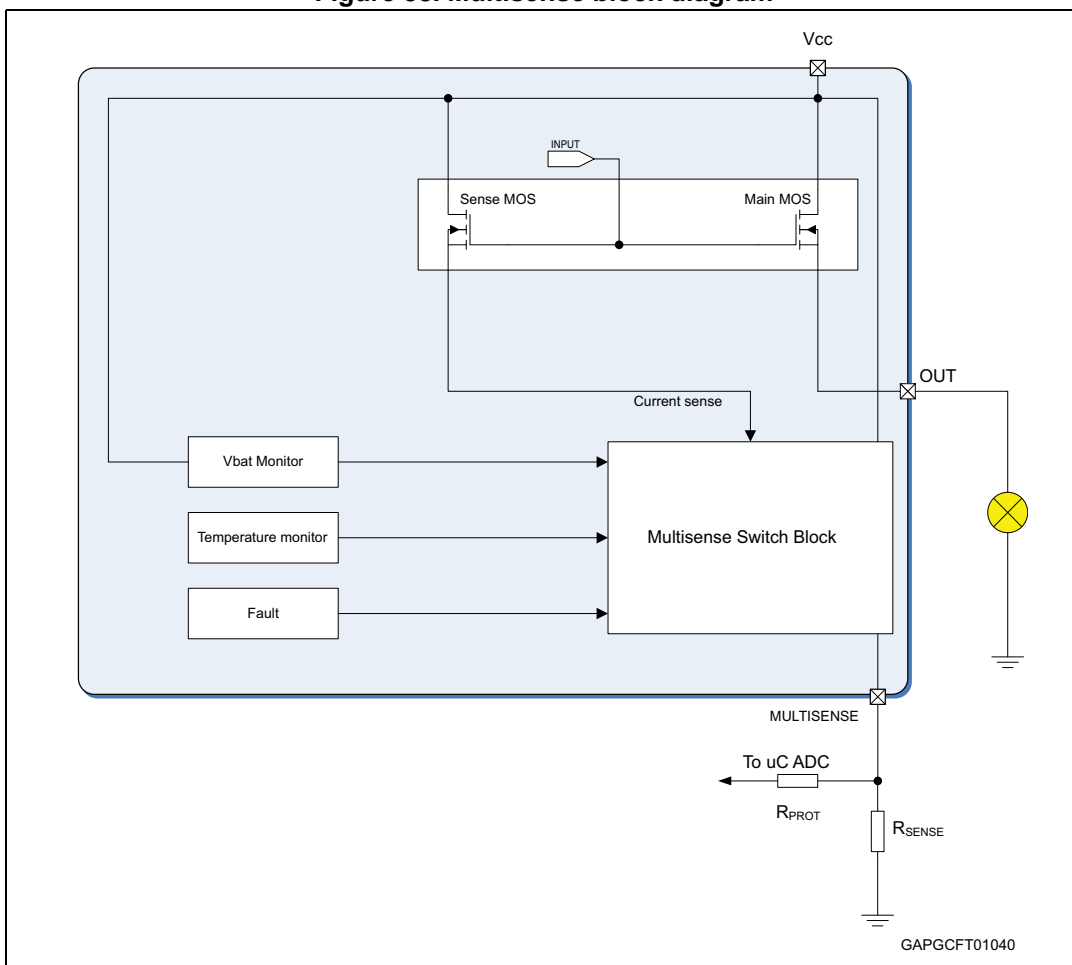 Vcc
INPUT
Sense MOS
Main MOS
OUT
Current sense
Vbat Monitor
Temperature monitor
Multisense Switch Block
Fault
MULTISENSE
To uC ADC
RPROT
RSENSE
GAPGCFT01040